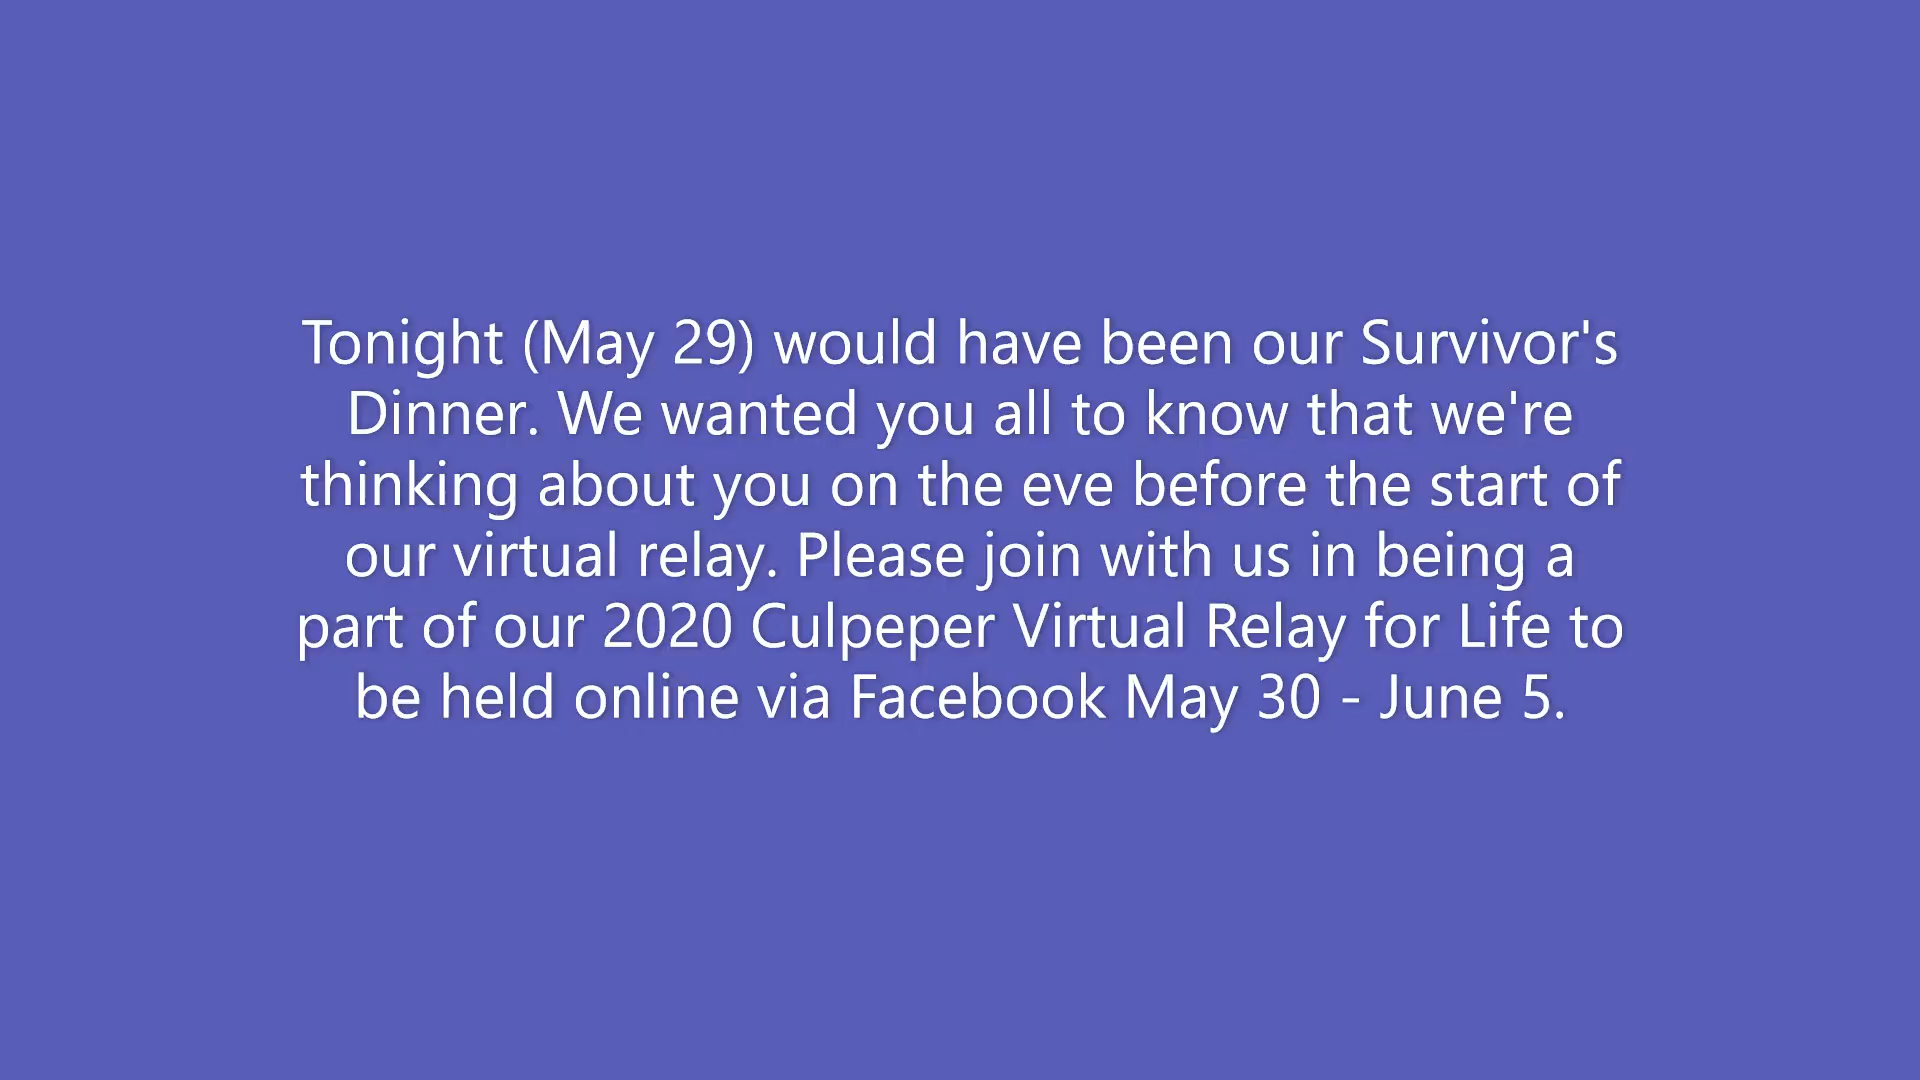 Tonight (May 29) would have been our Survivor's
Dinner. We wanted you all to know that we're
thinking about you on the eve before the start of
our virtual relay. Please join with us in being a
part of our 2020 Culpeper Virtual Relay for Life to
be held online via Facebook May 30 - June 5.